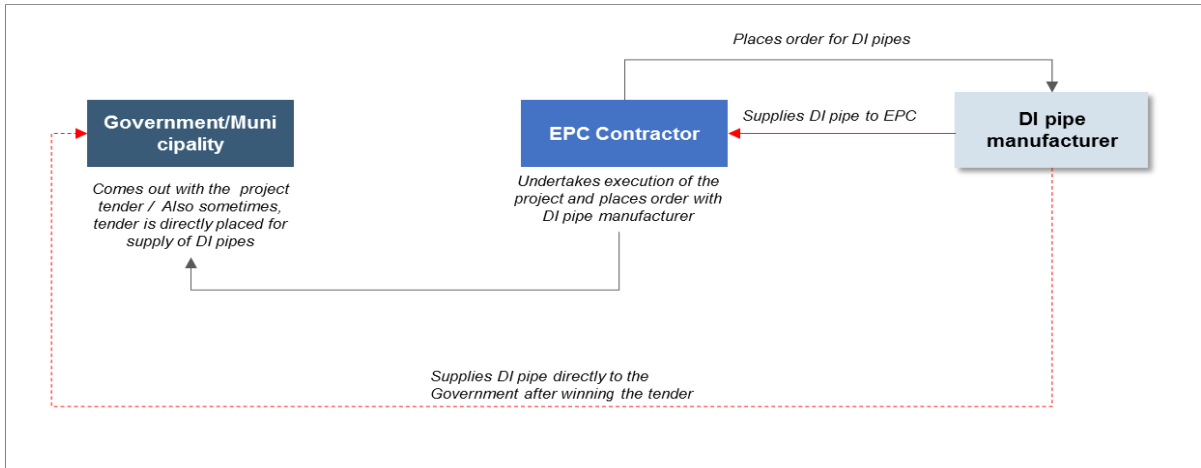 Places order for DI pipes
Government/Muni
cipality
EPC Contractor
Supplies DI pipe to EPC
DI pipe
manufacturer
Comes out with the project
tender / Also sometimes,
tender is directly placed for
supply of DI pipes
Undertakes execution of the
project and places order with
DI pipe manufacturer
Supplies DI pipe directly to the
Government after winning the tender